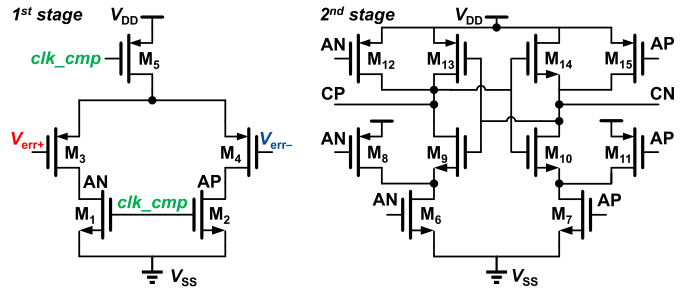 1st stage
VDD
clk_cmp
M5
Verr+
Verr–
M3
M4
AN
AP
M1
clk_cmp
M2
VSS
2nd stage
VDD
AN
AP
M12
M13
M14
M15
CP
CN
AN
AP
M8
M9
M10
M11
AN
AP
M6
M7
VSS